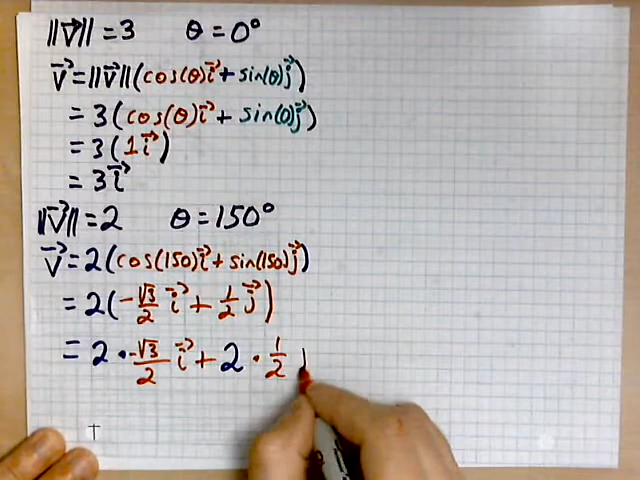 ||v⃗|| = 3 θ = 0°
v⃗ = ||v⃗||(cos(θ)i⃗ + sin(θ)j⃗)
= 3(cos(θ)i⃗ + sin(0)j⃗)
= 3(1i⃗)
= 3i⃗
||v⃗|| = 2 θ = 150°
v⃗ = 2(cos(150)i⃗ + sin(150)j⃗)
= 2(-√3/2 i⃗ + 1/2 j⃗)
= 2 · -√3/2 i⃗ + 2 · 1/2